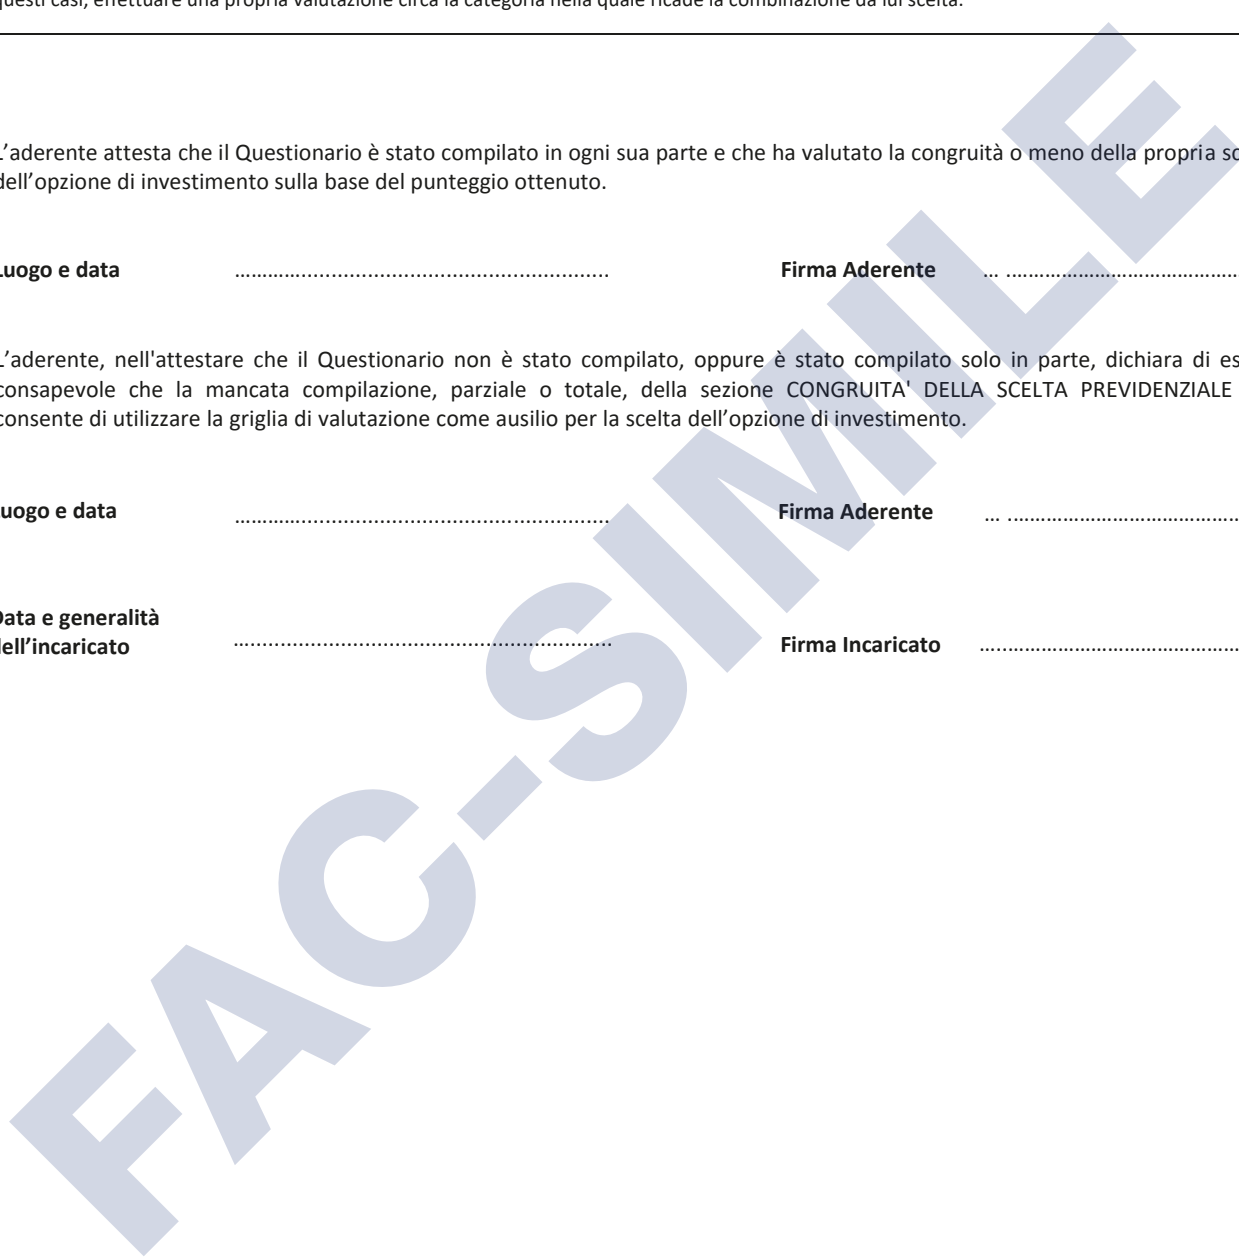 questi casi, effettuare una propria valutazione circa la categoria nella quale ricade la combinazione da lui scelta.
L'aderente attesta che il Questionario è stato compilato in ogni sua parte e che ha valutato la congruità o meno della propria
dell'opzione di investimento sulla base del punteggio ottenuto.
Luogo e data ................................................... Firma Aderente ... ........................................
L'aderente, nell'attestare che il Questionario non è stato compilato, oppure è stato compilato solo in parte, dichiara di
consapevole che la mancata compilazione, parziale o totale, della sezione CONGRUITA' DELLA SCELTA PREVIDENZIALE
consente di utilizzare la griglia di valutazione come ausilio per la scelta dell'opzione di investimento.
Luogo e data ................................................... Firma Aderente ... ........................................
Data e generalità
dell'incaricato ................................................... Firma Incaricato ........................................
FAC-SIMILE